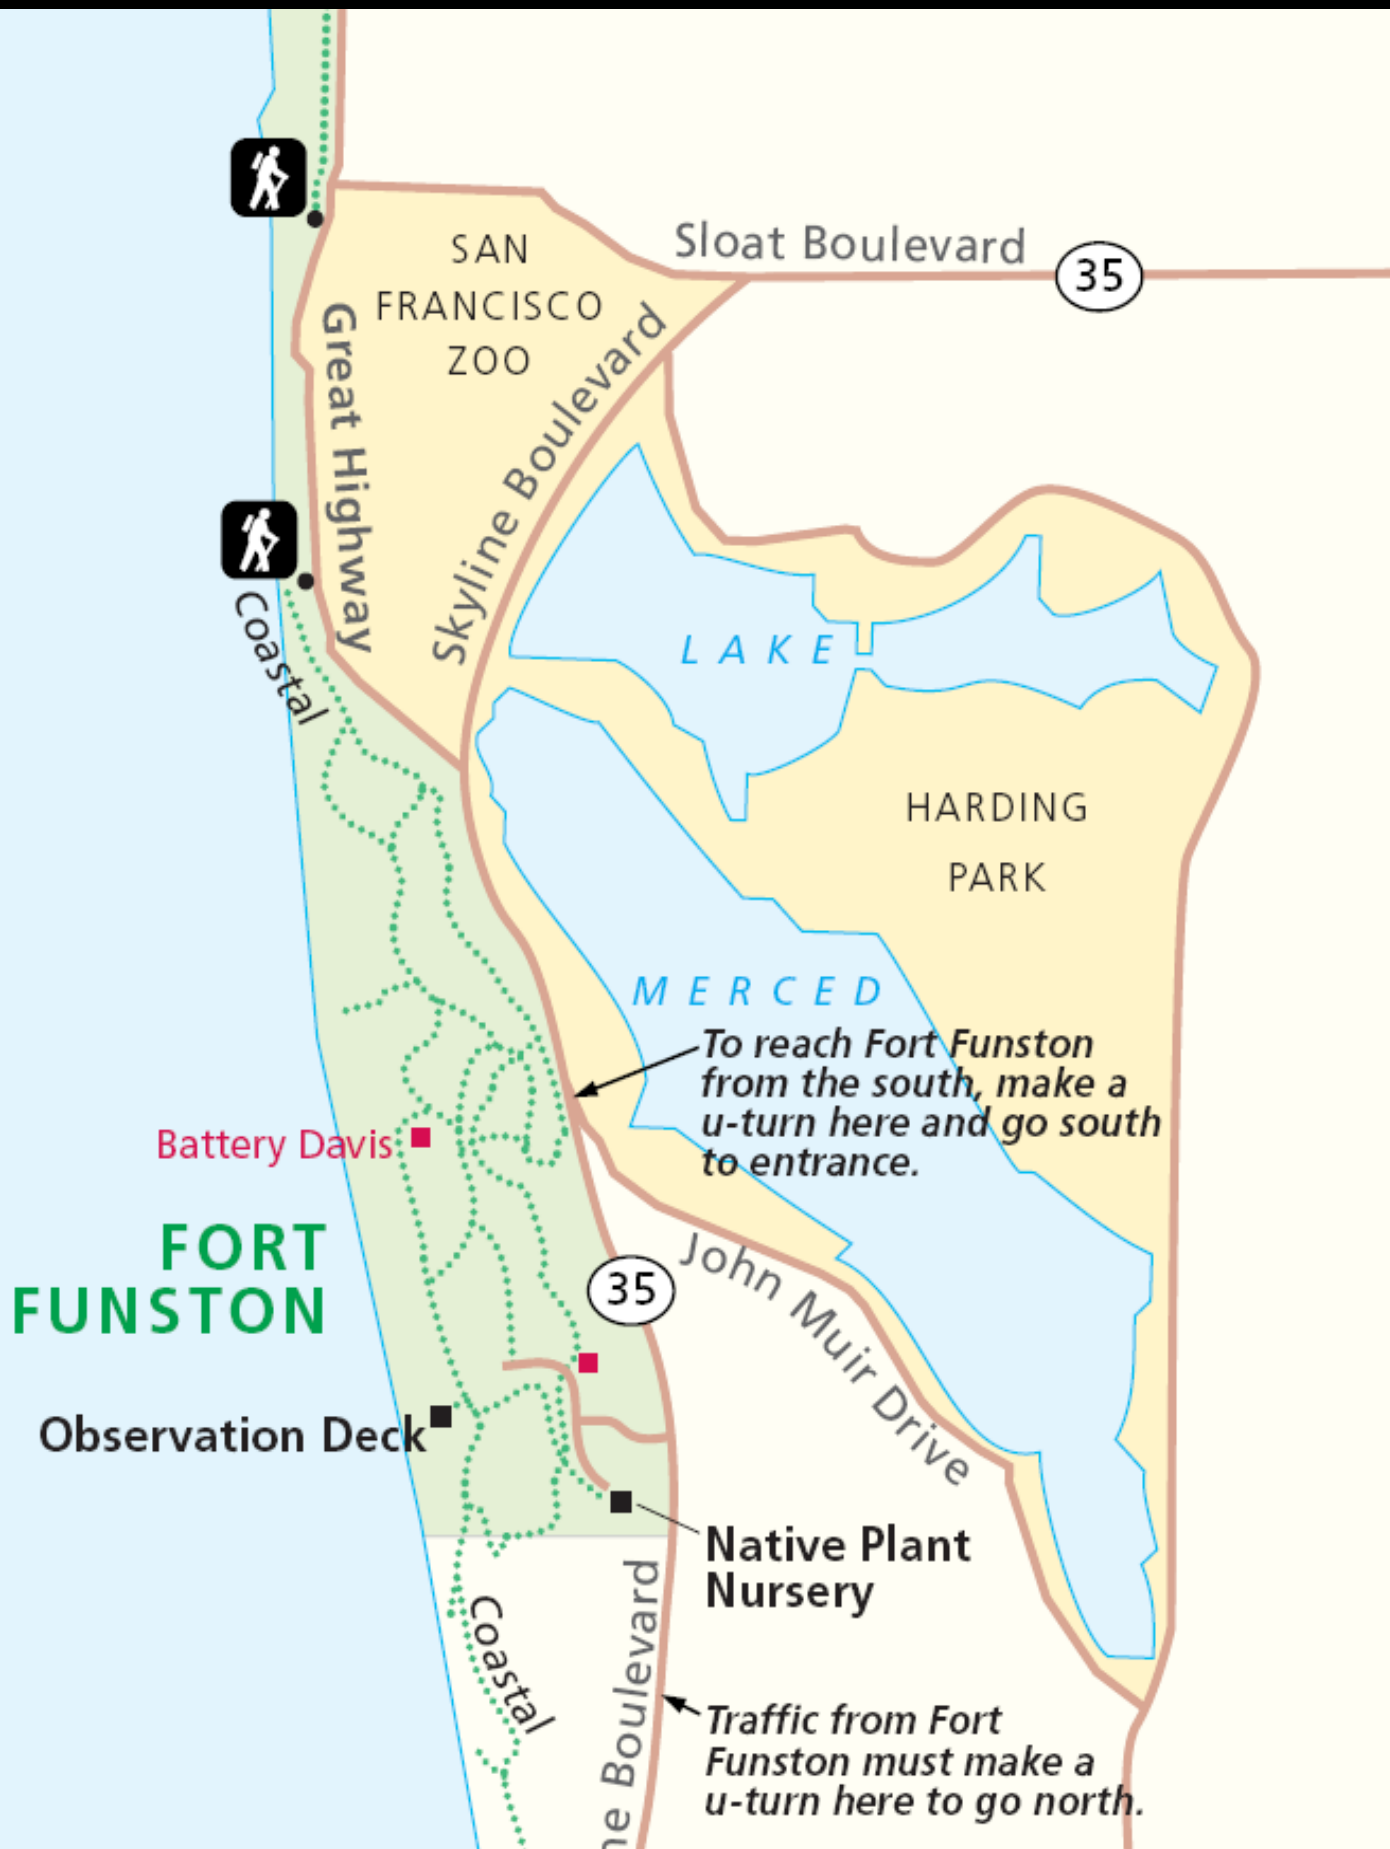 SAN
FRANCISCO
ZOO
Sloat Boulevard
35
Great Highway
Skyline Boulevard
Coastal
LAKE
HARDING
PARK
MERCED
To reach Fort Funston
from the south, make a
u-turn here and go south
to entrance.
Battery Davis
FORT
FUNSTON
35
John Muir Drive
Observation Deck
Native Plant
Nursery
Coastal
ne Boulevard
Traffic from Fort
Funston must make a
u-turn here to go north.